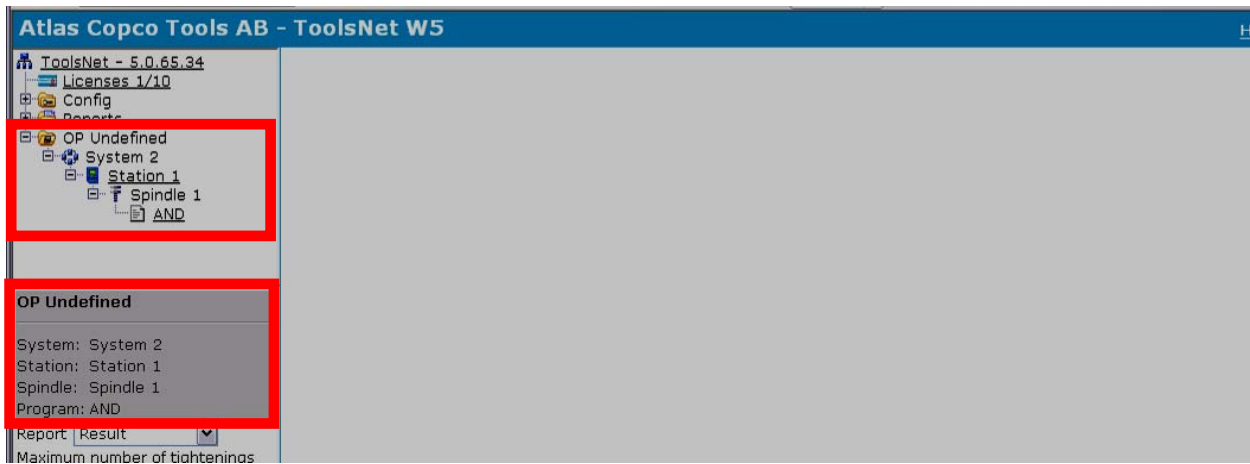 Atlas Copco Tools AB - ToolsNet W5
ToolsNet - 5.0.65.34
Licenses 1/10
Config
Reports
OP Undefined
System 2
Station 1
Spindle 1
AND
OP Undefined
System: System 2
Station: Station 1
Spindle: Spindle 1
Program: AND
Report Result
Maximum number of tightenings